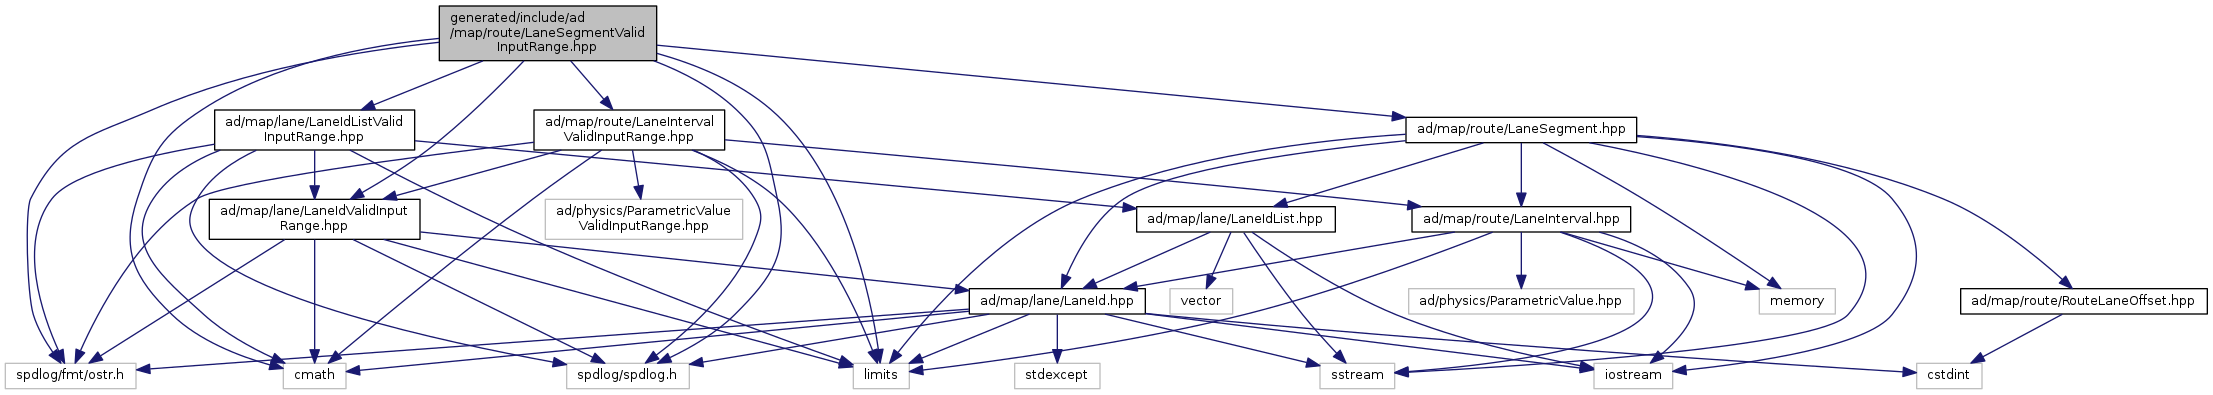 generated/include/ad
/map/route/LaneSegmentValid
InputRange.hpp
ad/map/lane/LaneIdListValid
InputRange.hpp
ad/map/route/LaneInterval
ValidInputRange.hpp
ad/map/route/LaneSegment.hpp
ad/map/lane/LaneIdValidInput
Range.hpp
ad/physics/ParametricValue
ValidInputRange.hpp
ad/map/lane/LaneIdList.hpp
ad/map/route/LaneInterval.hpp
ad/map/lane/LaneId.hpp
vector
ad/physics/ParametricValue.hpp
memory
ad/map/route/RouteLaneOffset.hpp
spdlog/fmt/ostr.h
cmath
spdlog/spdlog.h
limits
stdexcept
sstream
iostream
cstdint